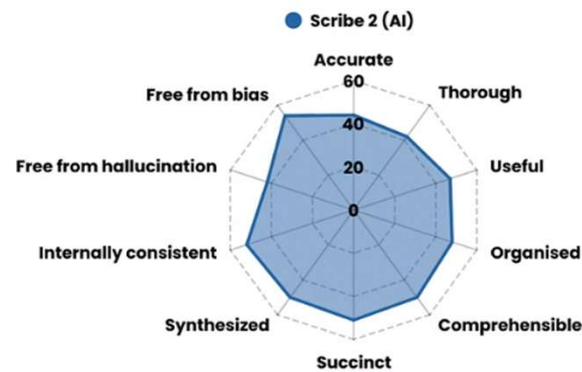 Scribe 2 (AI)
Accurate
60
Free from bias
Thorough
40
Free from hallucination
20
Useful
0
Internally consistent
Organised
Synthesized
Comprehensible
Succinct